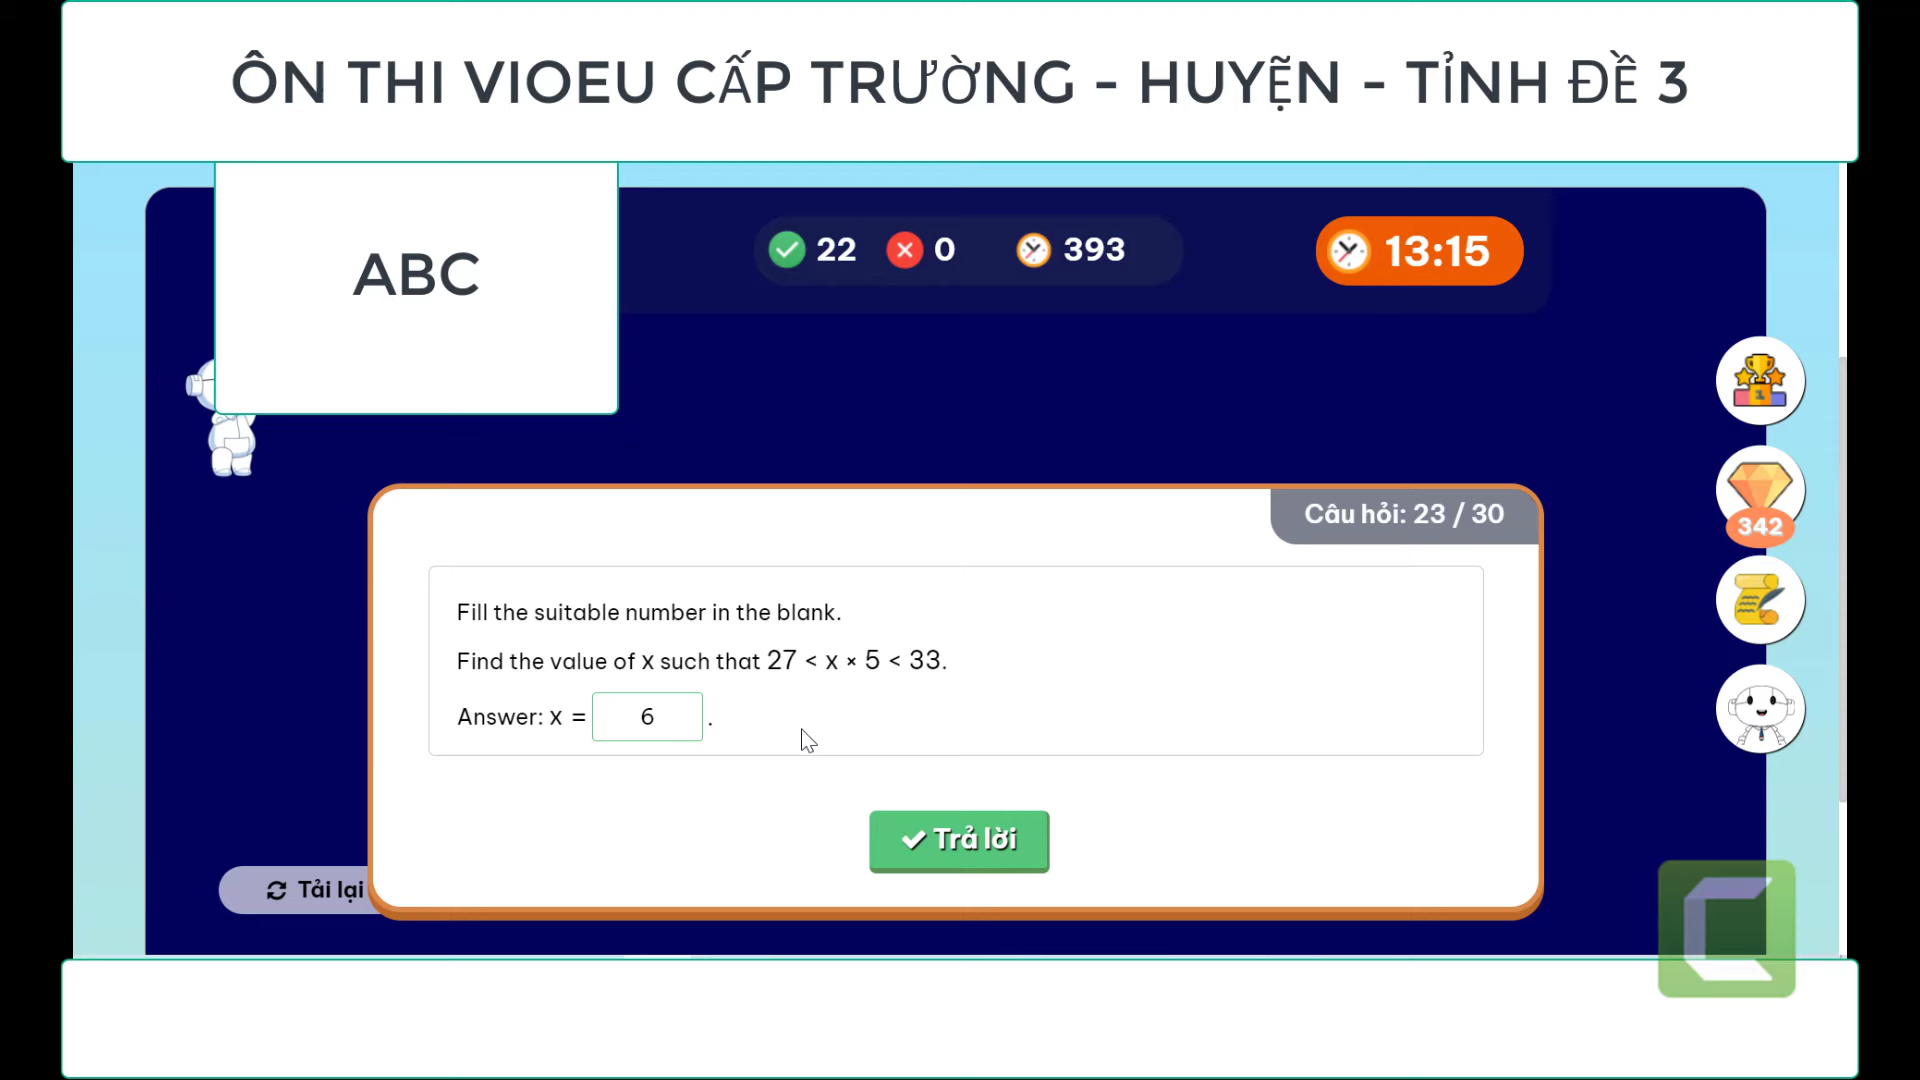 ÔN THI VIOEU CẤP TRƯỜNG - HUYỆN - TỈNH ĐỀ 3
ABC
22
0
393
13:15
342
Câu hỏi: 23 / 30
Fill the suitable number in the blank.
Find the value of x such that 27 < x × 5 < 33.
Answer: x = 6 .
Trả lời
Tải lại